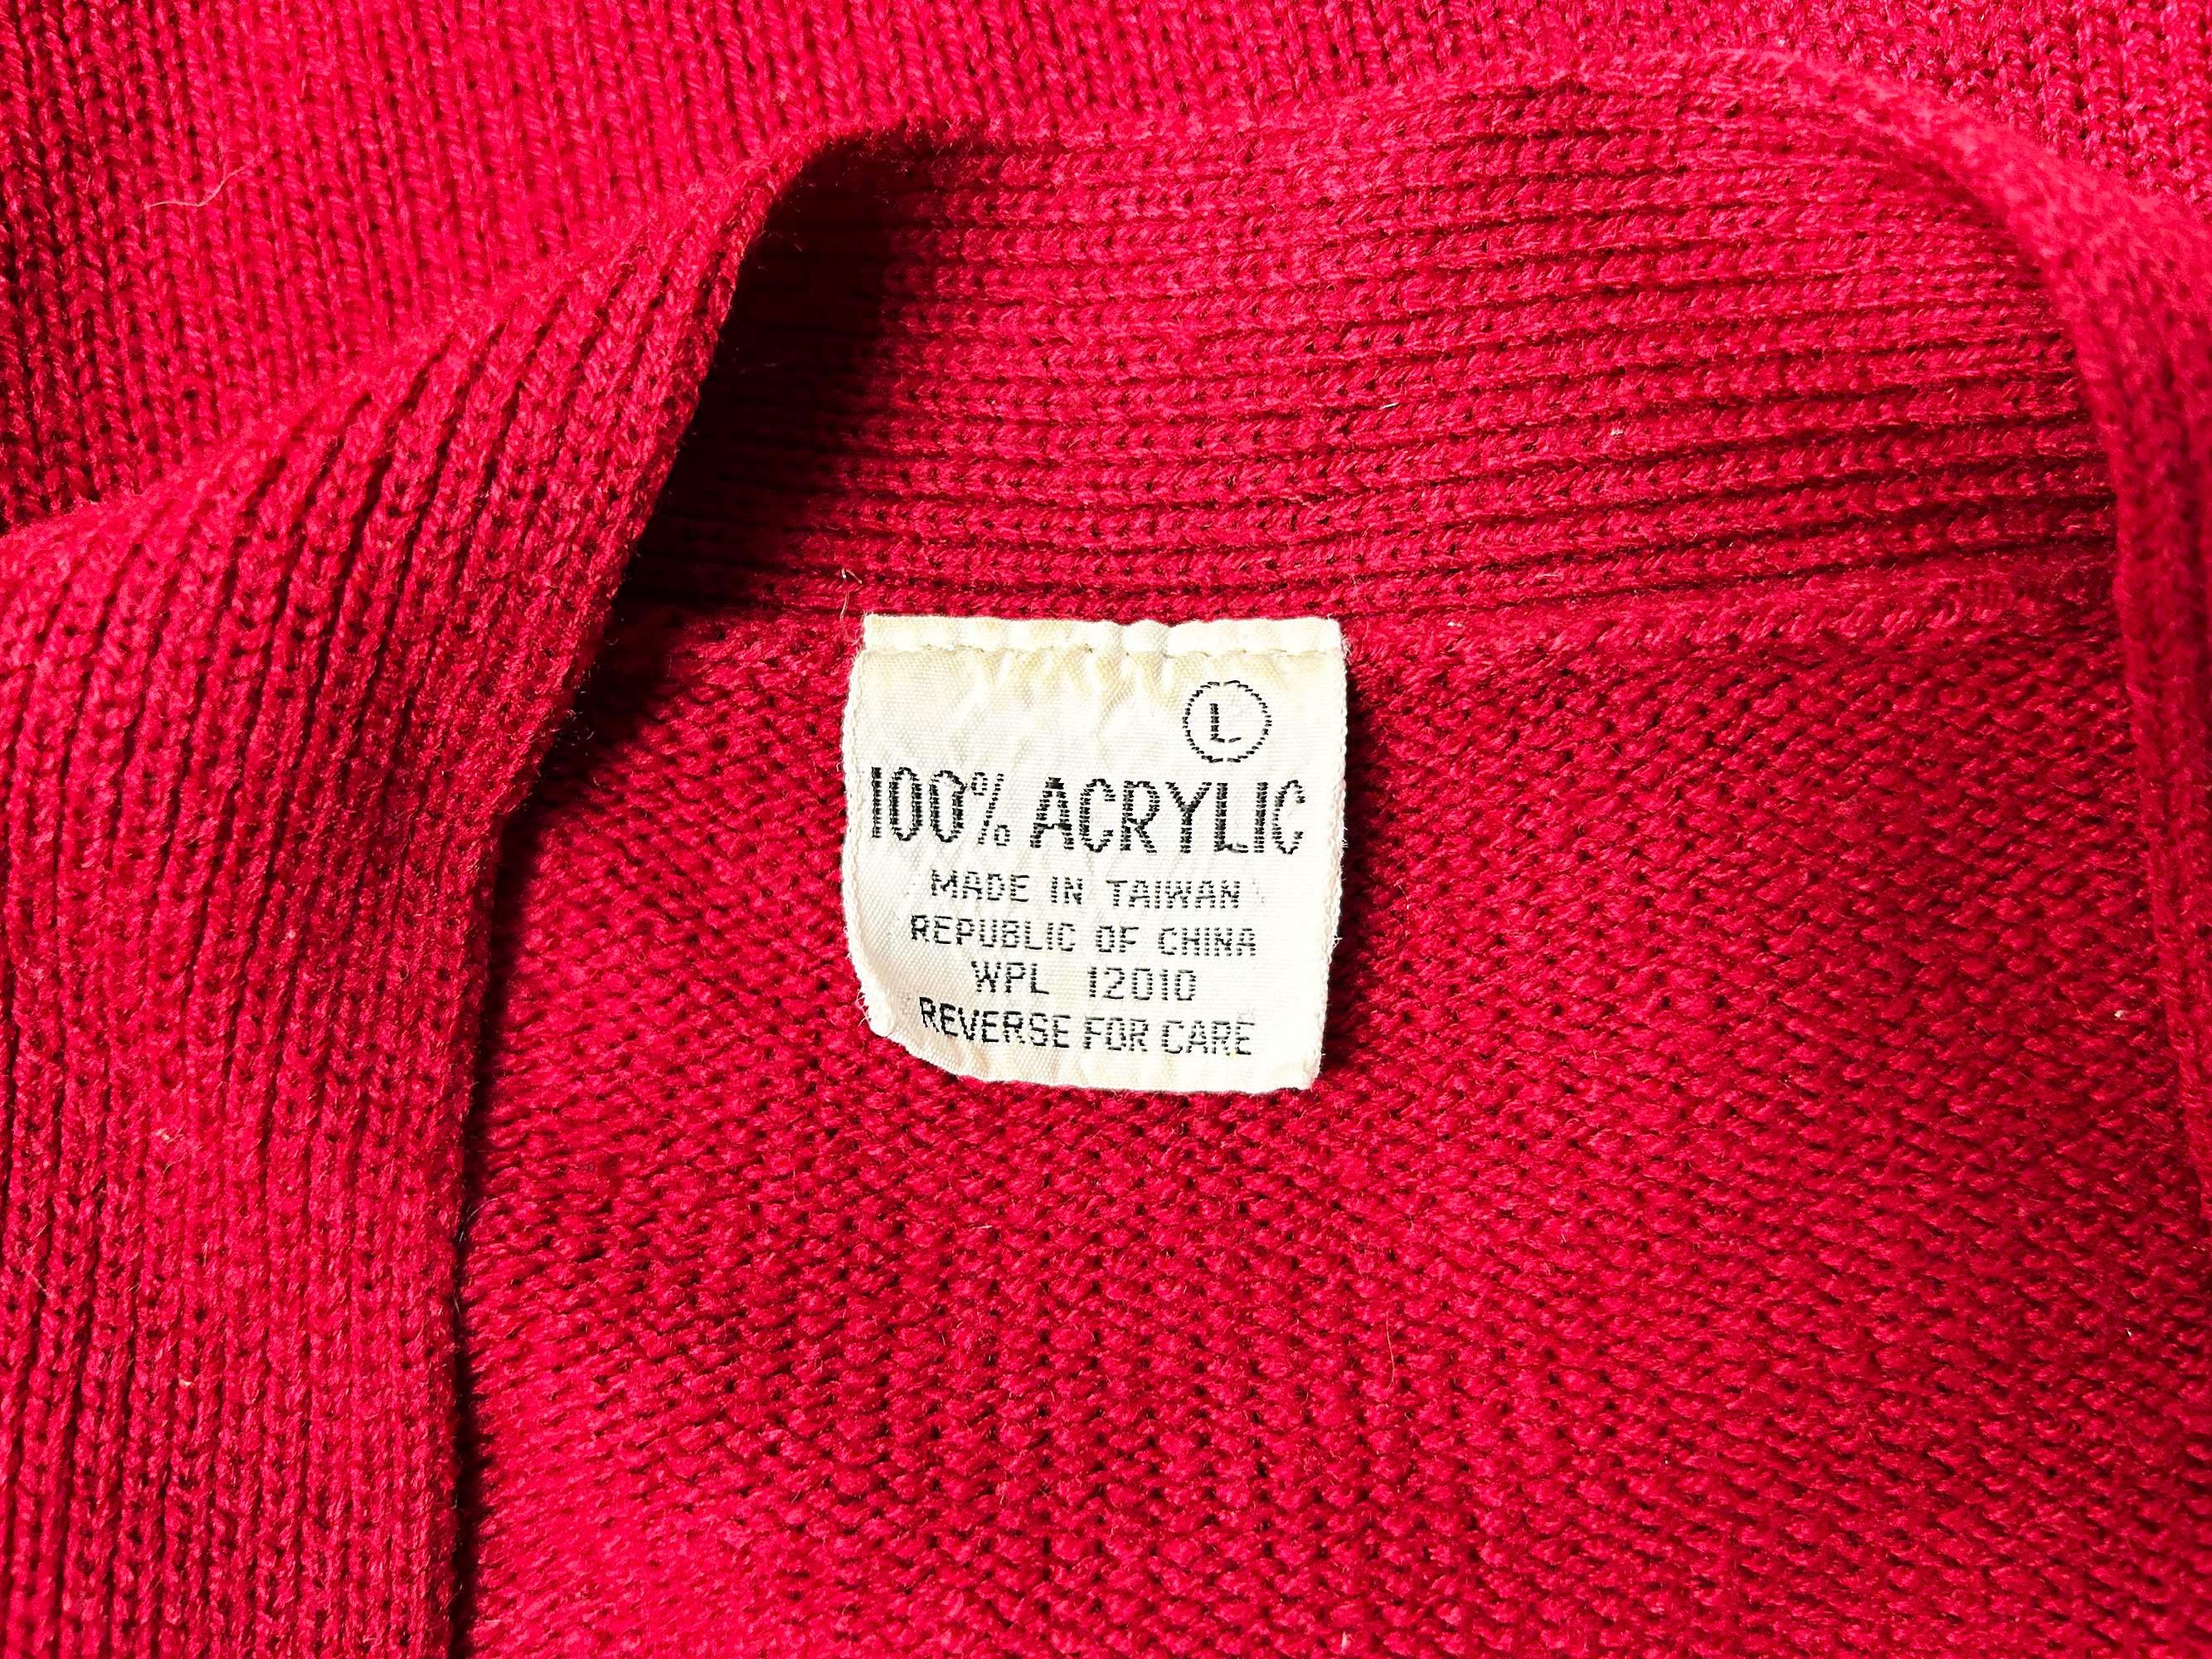 L
100% ACRYLIC
MADE IN TAIWAN
REPUBLIC OF CHINA
WPL 12010
REVERSE FOR CARE